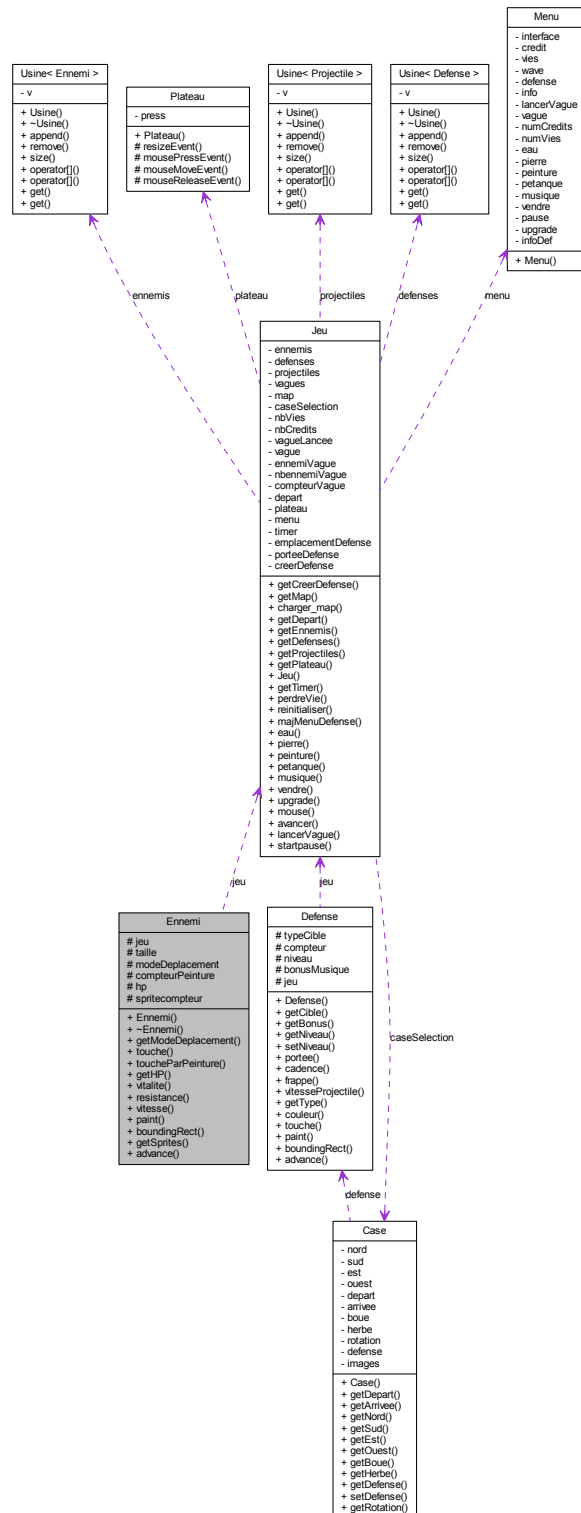 Menu
- interface
- credit
- vies
- wave
- defense
- info
- lancerVague
- vague
- numCredits
- numVies
- eau
- pierre
- peinture
- petanque
- musique
- vendre
- pause
- upgrade
- infoDef
+ Menu()
Usine< Ennemi >
- v
+ Usine()
+ ~Usine()
+ append()
+ remove()
+ size()
+ operator[]()
+ operator[]()
+ get()
+ get()
Plateau
- press
+ Plateau()
# resizeEvent()
# mousePressEvent()
# mouseMoveEvent()
# mouseReleaseEvent()
Usine< Projectile >
- v
+ Usine()
+ ~Usine()
+ append()
+ remove()
+ size()
+ operator[]()
+ operator[]()
+ get()
+ get()
Usine< Defense >
- v
+ Usine()
+ ~Usine()
+ append()
+ remove()
+ size()
+ operator[]()
+ operator[]()
+ get()
+ get()
ennemis
plateau
projectiles
defenses
menu
Jeu
- ennemis
- defenses
- projectiles
- vagues
- map
- caseSelection
- nbVies
- nbCredits
- vagueLancee
- vague
- ennemiVague
- nbennemiVague
- compteurVague
- depart
- plateau
- menu
- timer
- emplacementDefense
- porteeDefense
- creerDefense
+ getCreerDefense()
+ getMap()
+ charger_map()
+ getDepart()
+ getEnnemis()
+ getDefenses()
+ getProjectiles()
+ getPlateau()
+ Jeu()
+ getTimer()
+ perdreVie()
+ reinitialiser()
+ majMenuDefense()
+ eau()
+ pierre()
+ peinture()
+ petanque()
+ musique()
+ vendre()
+ upgrade()
+ mouse()
+ avancer()
+ lancerVague()
+ startpause()
jeu
jeu
caseSelection
Ennemi
# jeu
# taille
# modeDeplacement
# compteurPeinture
# hp
# spritecompteur
+ Ennemi()
+ ~Ennemi()
+ getModeDeplacement()
+ touche()
+ toucheParPeinture()
+ getHP()
+ vitalite()
+ resistance()
+ vitesse()
+ paint()
+ boundingRect()
+ getSprites()
+ advance()
Defense
# typeCible
# compteur
# niveau
# bonusMusique
# jeu
+ Defense()
+ getCible()
+ getBonus()
+ getNiveau()
+ setNiveau()
+ portee()
+ cadence()
+ frappe()
+ vitesseProjectile()
+ getType()
+ couleur()
+ touche()
+ paint()
+ boundingRect()
+ advance()
defense
Case
- nord
- sud
- est
- ouest
- depart
- arrivee
- boue
- herbe
- rotation
- defense
- images
+ Case()
+ getDepart()
+ getArrivee()
+ getNord()
+ getSud()
+ getEst()
+ getOuest()
+ getBoue()
+ getHerbe()
+ getDefense()
+ setDefense()
+ getRotation()